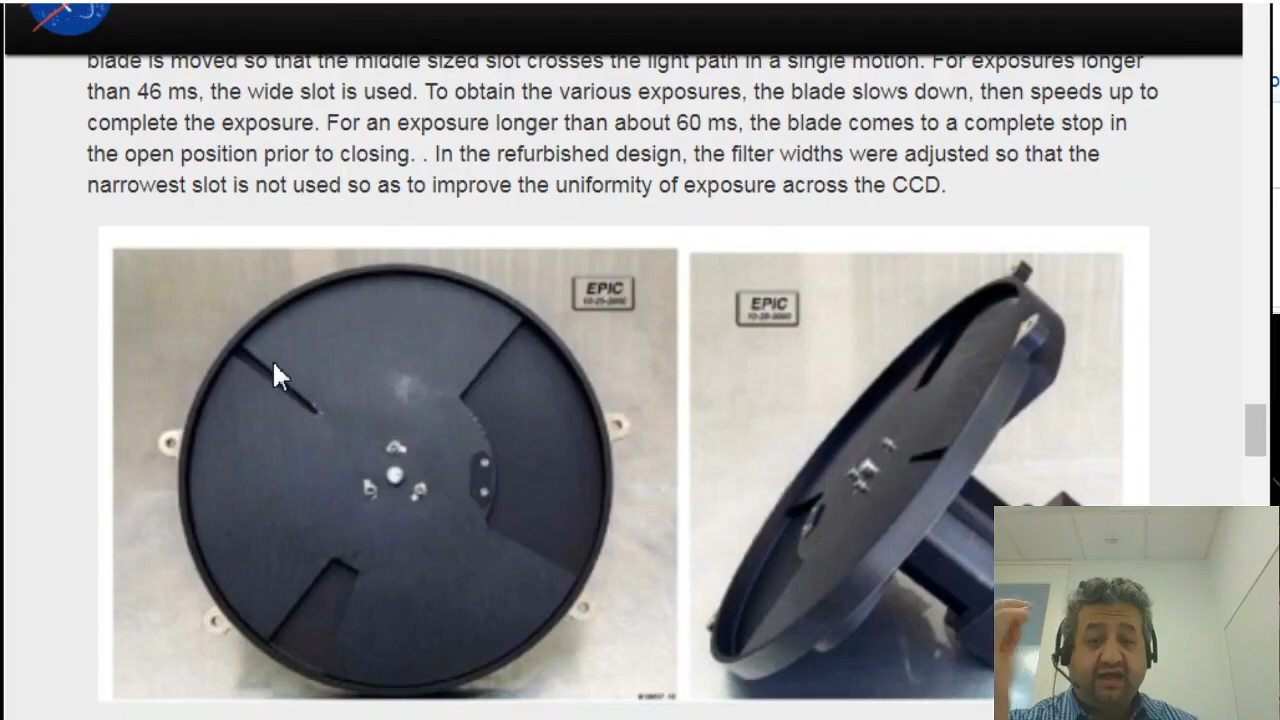 blade is moved so that the middle sized slot crosses the light path in a single motion. For exposures longer
than 46 ms, the wide slot is used. To obtain the various exposures, the blade slows down, then speeds up to
complete the exposure. For an exposure longer than about 60 ms, the blade comes to a complete stop in
the open position prior to closing. . In the refurbished design, the filter widths were adjusted so that the
narrowest slot is not used so as to improve the uniformity of exposure across the CCD.
EPIC
EPIC